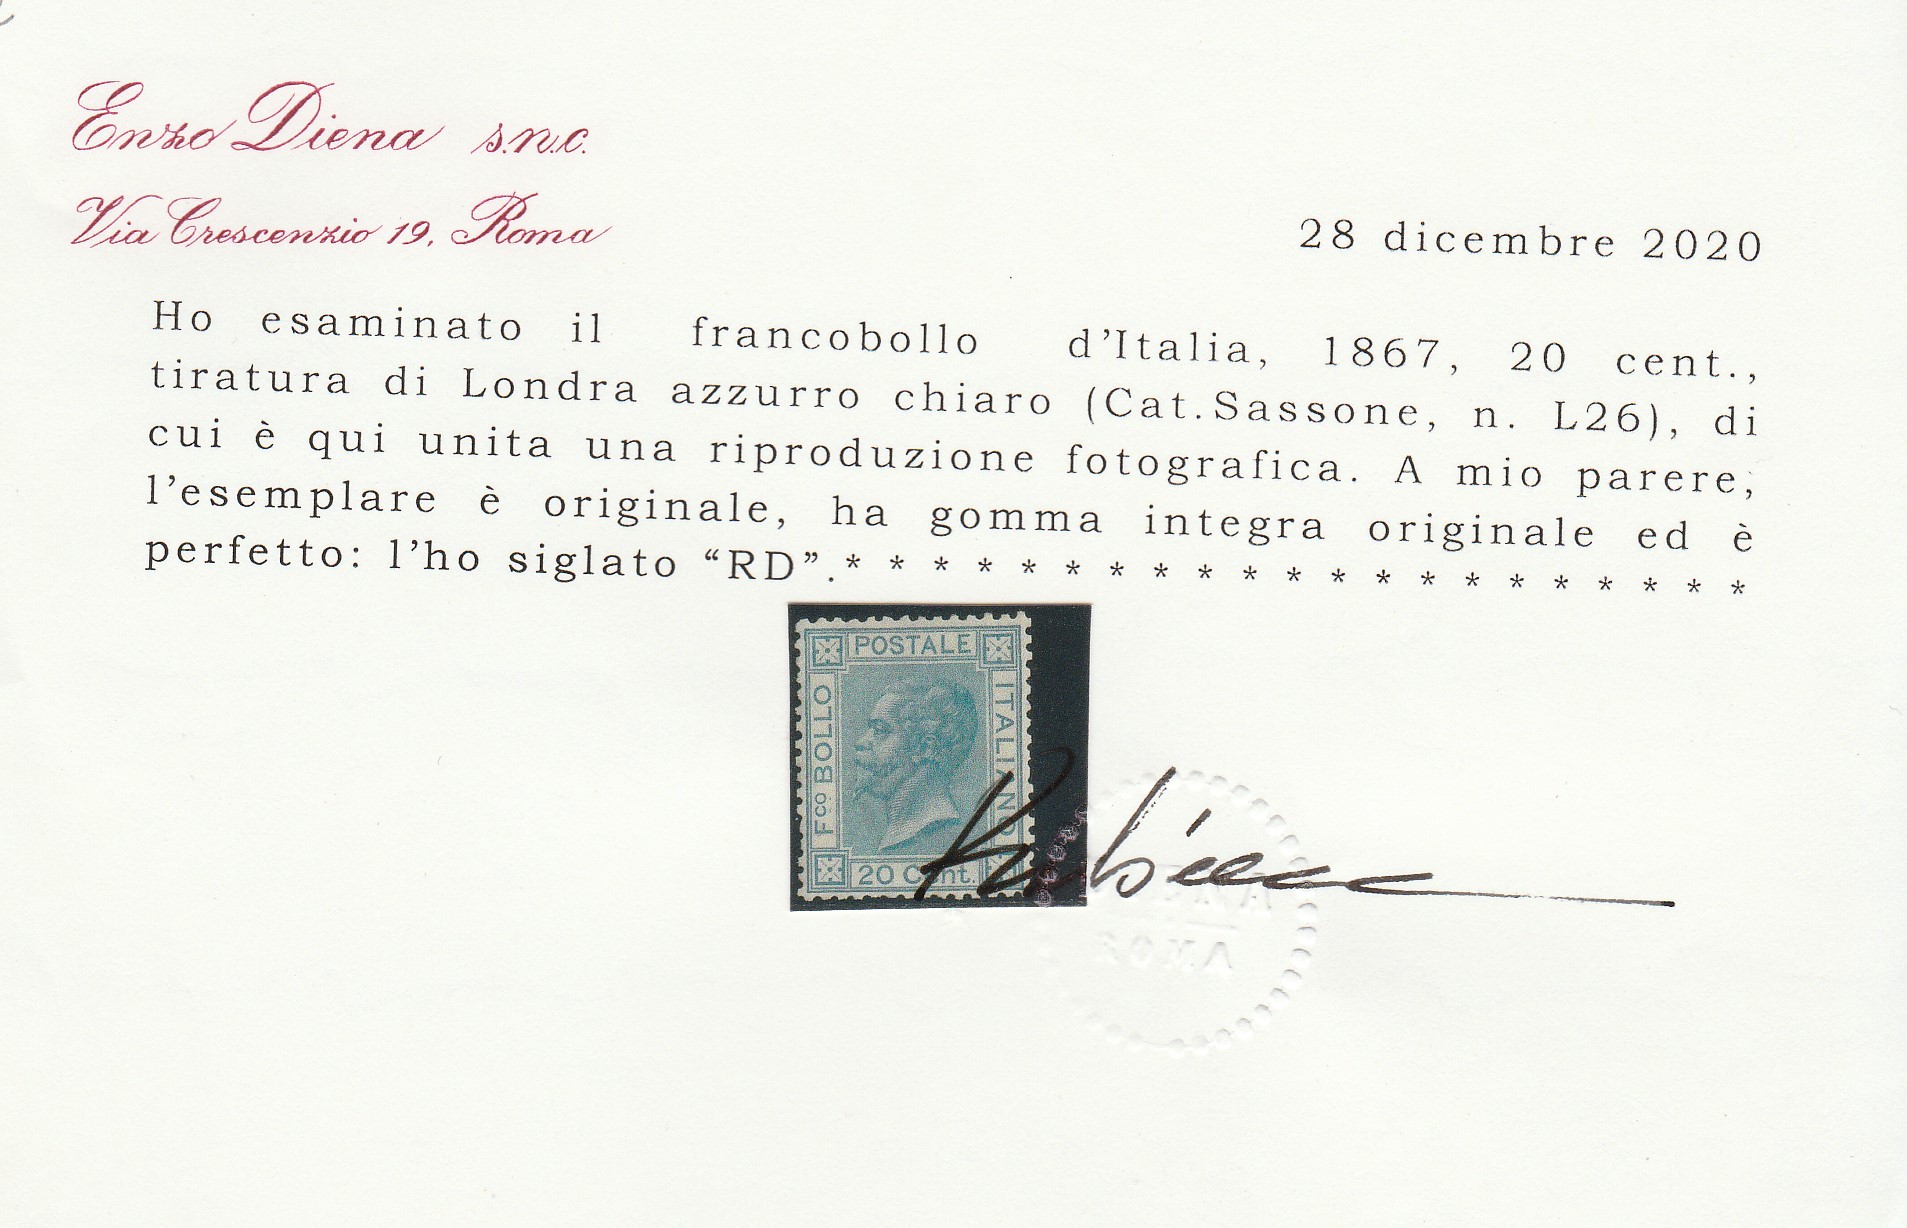 Enzo Diena s.n.c.
Via Crescenzio 19, Roma
28 dicembre 2020
Ho esaminato il francobollo d'Italia, 1867, 20 cent.,
tiratura di Londra azzurro chiaro (Cat.Sassone, n. L26), di
cui è qui unita una riproduzione fotografica. A mio parere,
l'esemplare è originale, ha gomma integra originale ed è
perfetto: l'ho siglato “RD”.* * * * * * * * * * * * * * * * * * * * *
POSTALE
Fco BOLLO
ITALIANO
20 Cent.